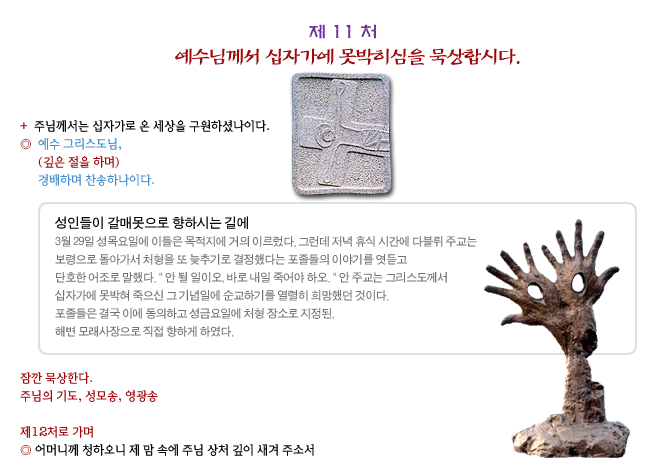 제 11 처
예수님께서 십자가에 못박히심을 묵상합시다.
+ 주님께서는 십자가로 온 세상을 구원하셨나이다.
◎ 예수 그리스도님,
(깊은 절을 하며)
경배하며 찬송하나이다.
성인들이 갈매못으로 향하시는 길에
3월 29일 성목요일에 이들은 목적지에 거의 이르렀다. 그런데 저녁 휴식 시간에 다블뤼 주교는
보령으로 돌아가서 처형을 또 늦추기로 결정했다는 포졸들의 이야기를 엿듣고
단호한 어조로 말했다. " 안 될 일이오, 바로 내일 죽어야 하오. " 안 주교는 그리스도께서
십자가에 못박혀 죽으신 그 기념일에 순교하기를 열렬히 희망했던 것이다.
포졸들은 결국 이에 동의하고 성금요일에 처형 장소로 지정된,
해변 모래사장으로 직접 향하게 하였다.
잠깐 묵상한다.
주님의 기도, 성모송, 영광송
제12처로 가며
◎ 어머니께 청하오니 제 맘 속에 주님 상처 깊이 새겨 주소서